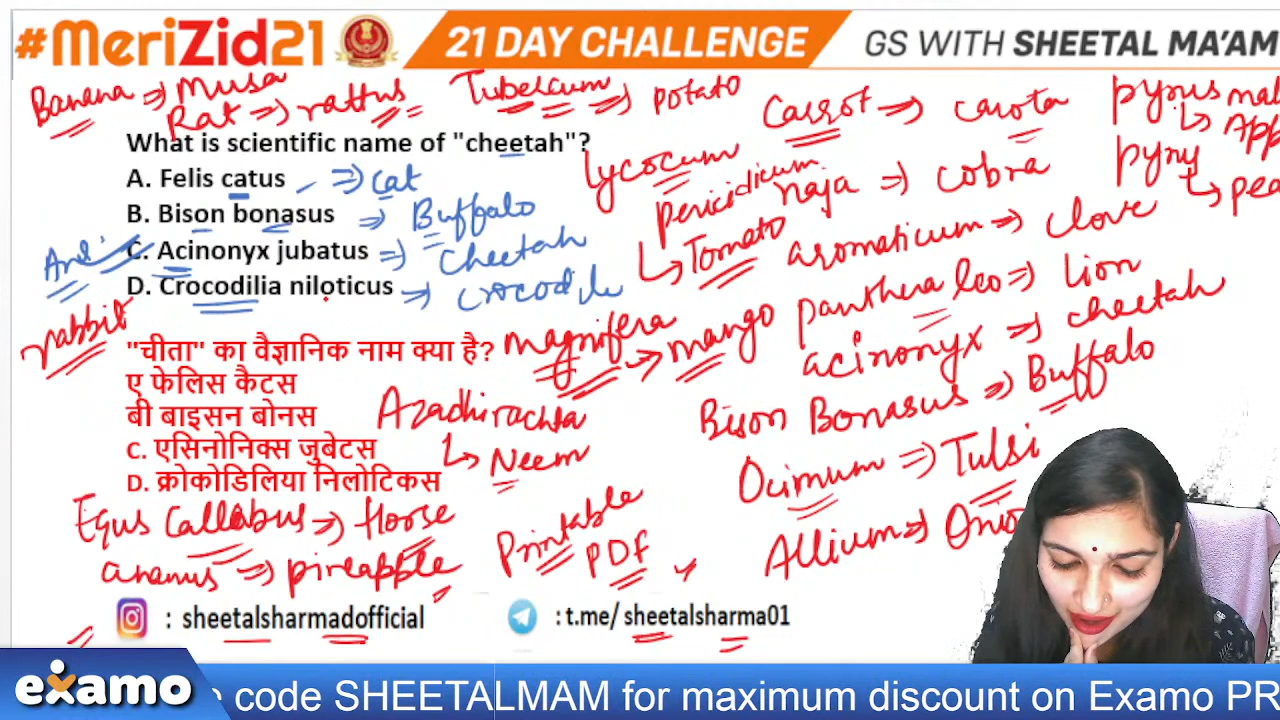 #MeriZid21 21 DAY CHALLENGE GS WITH SHEETAL MA'AM
Banana ⇒ Musa
Rat ⇒ rattus
Tubelcum ⇒ potato
Carrot ⇒ carota
pyrus
pyrus
What is scientific name of "cheetah"?
A. Felis catus ⇒ cat
B. Bison bonasus ⇒ Buffalo
C. Acinonyx jubatus ⇒ cheetah
D. Crocodilia niloticus ⇒ crocodile
rabbit
Lycocum
naja ⇒ cobra
↳ Tomato
aromaticum ⇒ clove
panthera leo ⇒ lion
magnifera → mango
acinonyx ⇒ cheetah
"चीता" का वैज्ञानिक नाम क्या है?
ए फेलिस कैटस
बी बाइसन बोनस
C. एसिनोनिक्स जुबेटस
D. क्रोकोडिलिया निलोटिकस
Azadhirachta
↳ Neem
Bison Bonasus ⇒ Buffalo
Ocimum ⇒ Tulsi
Allium ⇒
Equs Callabus ⇒ Horse
ananus ⇒ pineapple
Printable
PDF
: sheetalsharmadofficial : t.me/ sheetalsharma01
examo code SHEETALMAM for maximum discount on Examo PR